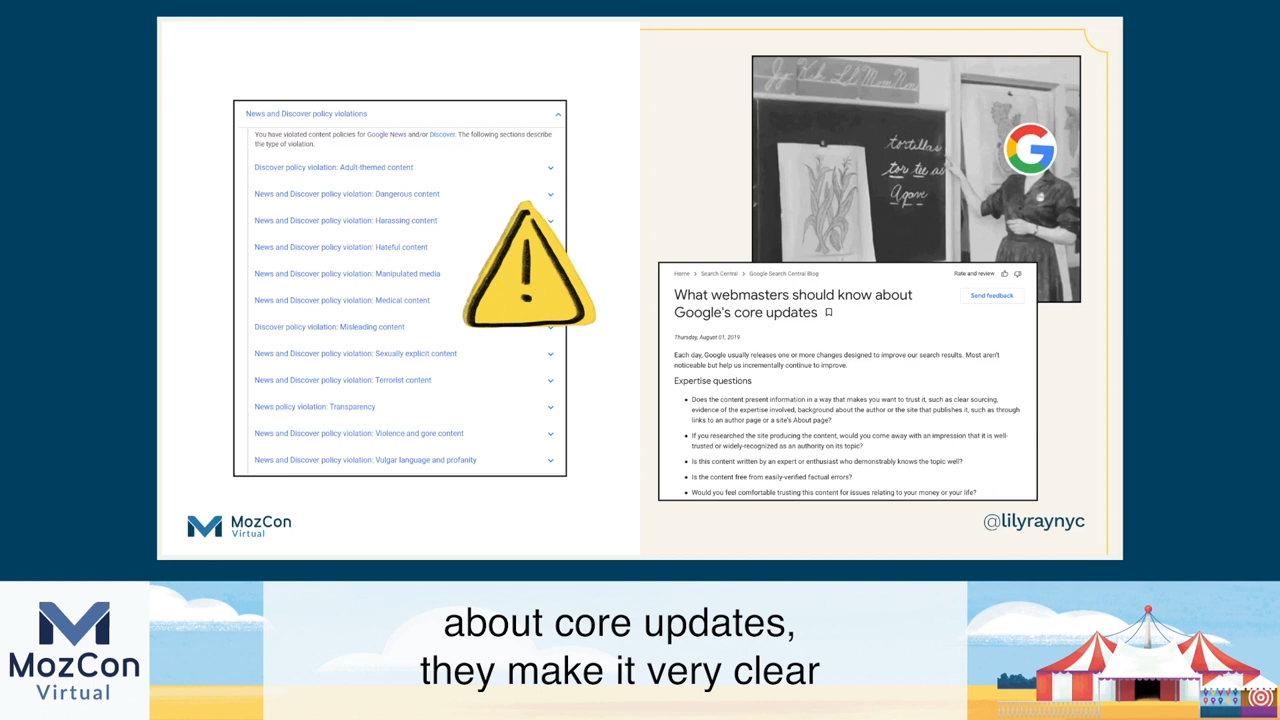 News and Discover policy violations
You have violated content policies for Google News and/or Discover. The following sections describe
the type of violation.
Discover policy violation: Adult-themed content
News and Discover policy violation: Dangerous content
News and Discover policy violation: Harassing content
News and Discover policy violation: Hateful content
News and Discover policy violation: Manipulated media
News and Discover policy violation: Medical content
Discover policy violation: Misleading content
News and Discover policy violation: Sexually explicit content
News and Discover policy violation: Terrorist content
News policy violation: Transparency
News and Discover policy violation: Violence and gore content
News and Discover policy violation: Vulgar language and profanity
!
MozCon
Virtual
tortillas
tor tee as
Agave
G
Home > Search Central > Google Search Central Blog
Rate and review
What webmasters should know about
Google's core updates
Send feedback
Thursday, August 01, 2019
Each day, Google usually releases one or more changes designed to improve our search results. Most aren't
noticeable but help us incrementally continue to improve.
Expertise questions
• Does the content present information in a way that makes you want to trust it, such as clear sourcing,
evidence of the expertise involved, background about the author or the site that publishes it, such as through
links to an author page or a site's About page?
• If you researched the site producing the content, would you come away with an impression that it is well-
trusted or widely-recognized as an authority on its topic?
• Is this content written by an expert or enthusiast who demonstrably knows the topic well?
• Is the content free from easily-verified factual errors?
• Would you feel comfortable trusting this content for issues relating to your money or your life?
@lilyraynyc
MozCon
Virtual
about core updates,
they make it very clear